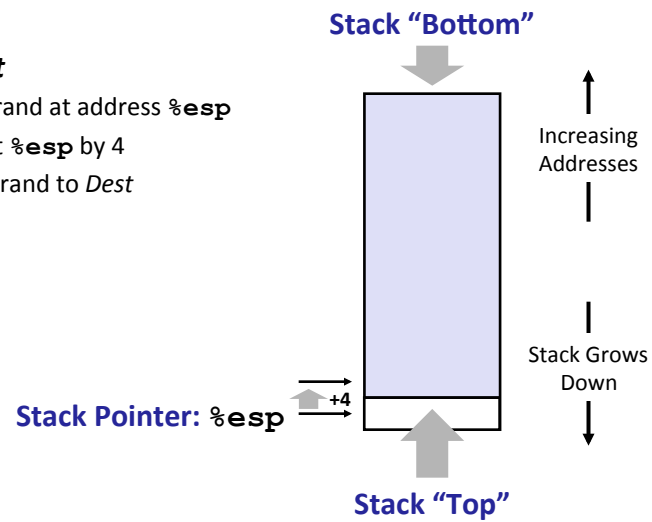 Stack “Bottom”
rand at address %esp
%esp by 4
rand to Dest
Increasing
Addresses
Stack Grows
Down
+4
Stack Pointer: %esp
Stack “Top”